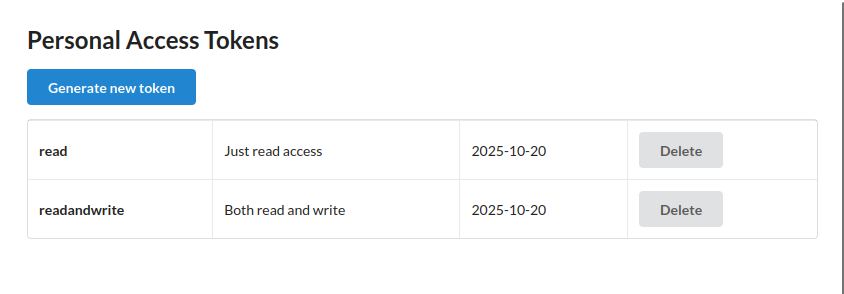 Personal Access Tokens
Generate new token
read Just read access 2025-10-20 Delete
readandwrite Both read and write 2025-10-20 Delete